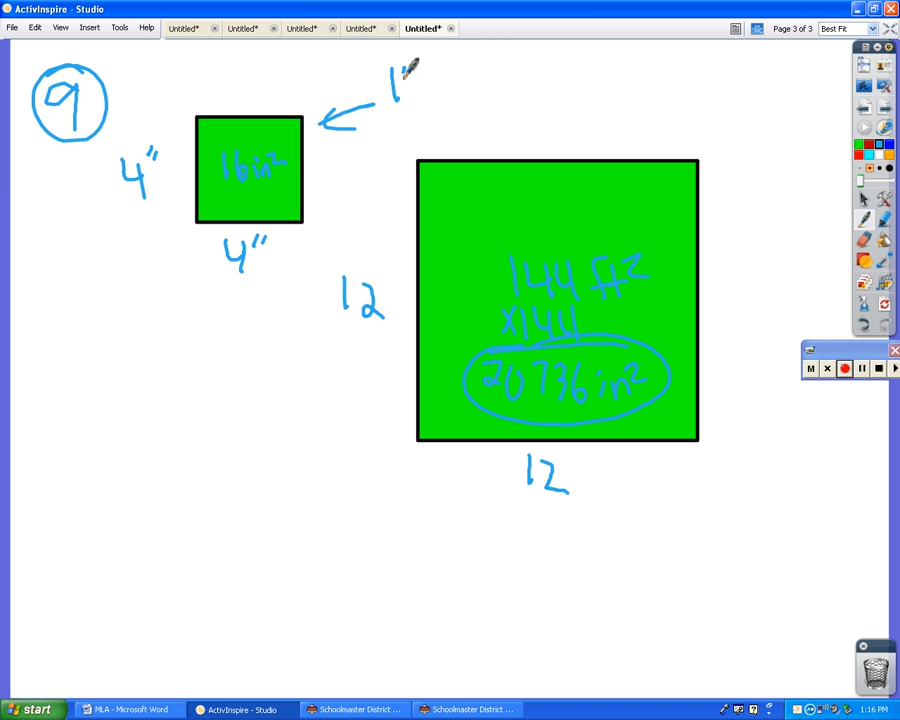 ActivInspire - Studio
File Edit View Insert Tools Help
Untitled* Untitled* Untitled* Untitled* Untitled*
Page 3 of 3 Best Fit
9
1"
4"
16 in²
4"
12
144 ft²
x144
20736 in²
12
M
start
MLA - Microsoft Word
ActivInspire - Studio
Schoolmaster District ...
Schoolmaster District ...
1:16 PM